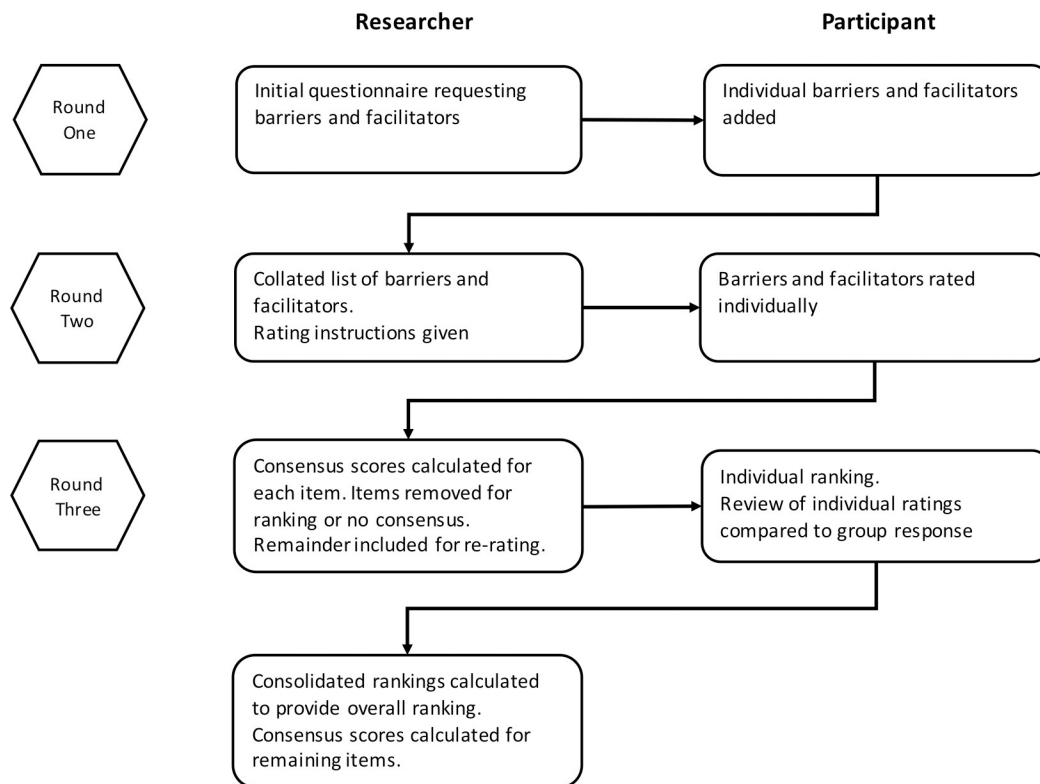 Researcher
Participant
Round
One
Initial questionnaire requesting
barriers and facilitators
Individual barriers and facilitators
added
Round
Two
Collated list of barriers and
facilitators.
Rating instructions given
Barriers and facilitators rated
individually
Round
Three
Consensus scores calculated for
each item. Items removed for
ranking or no consensus.
Remainder included for re-rating.
Individual ranking.
Review of individual ratings
compared to group response
Consolidated rankings calculated
to provide overall ranking.
Consensus scores calculated for
remaining items.